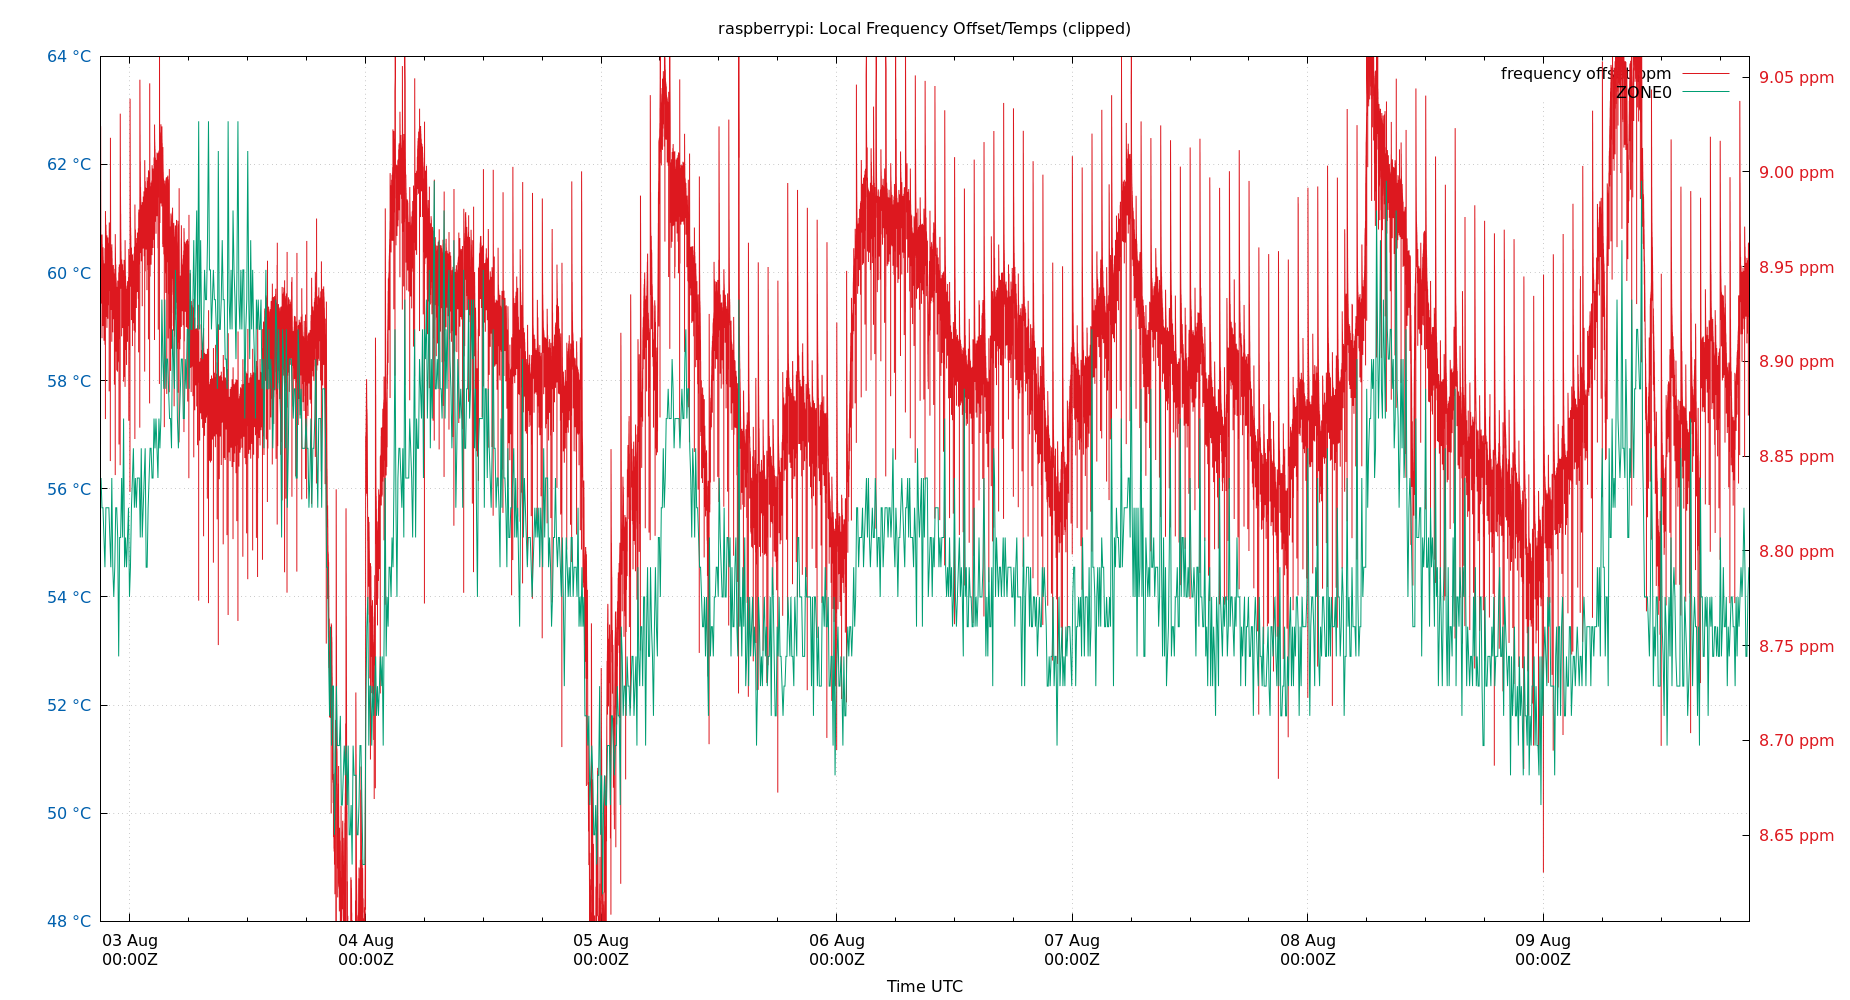 raspberrypi: Local Frequency Offset/Temps (clipped)
64 °C
62 °C
60 °C
58 °C
56 °C
54 °C
52 °C
50 °C
48 °C
frequency offset ppm
ZONE0
9.05 ppm
9.00 ppm
8.95 ppm
8.90 ppm
8.85 ppm
8.80 ppm
8.75 ppm
8.70 ppm
8.65 ppm
03 Aug
00:00Z
04 Aug
00:00Z
05 Aug
00:00Z
06 Aug
00:00Z
07 Aug
00:00Z
08 Aug
00:00Z
09 Aug
00:00Z
Time UTC